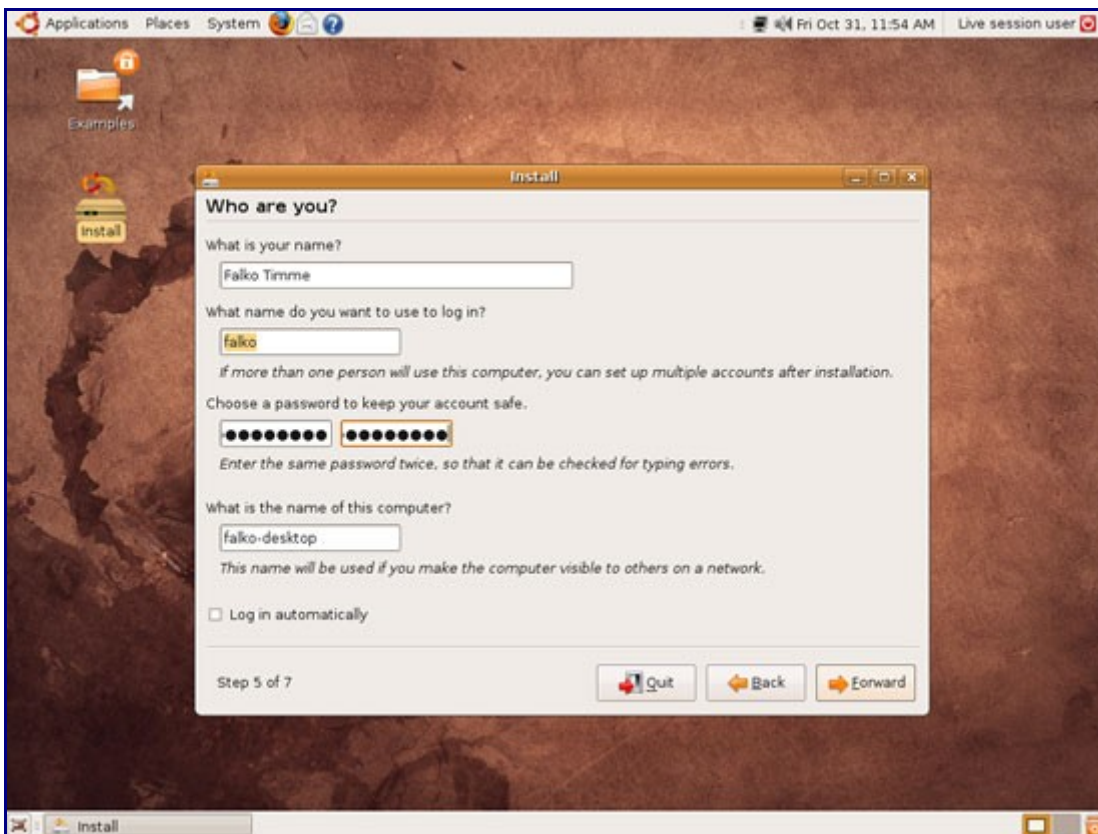 Applications Places System Fri Oct 31, 11:54 AM Live session user
Examples
Install
Install
Who are you?
What is your name?
Falko Timme
What name do you want to use to log in?
falko
If more than one person will use this computer, you can set up multiple accounts after installation.
Choose a password to keep your account safe.
Enter the same password twice, so that it can be checked for typing errors.
What is the name of this computer?
falko-desktop
This name will be used if you make the computer visible to others on a network.
Log in automatically
Step 5 of 7 Quit Back Forward
Install